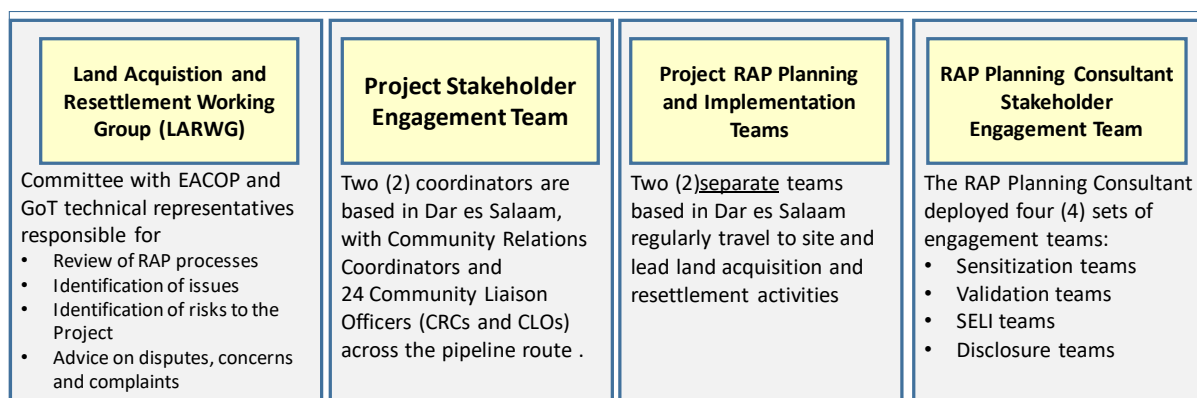 Land Acquistion and
Resettlement Working
Group (LARWG)
Committee with EACOP and
GoT technical representatives
responsible for
• Review of RAP processes
• Identification of issues
• Identification of risks to the
Project
• Advice on disputes, concerns
and complaints
Project Stakeholder
Engagement Team
Two (2) coordinators are
based in Dar es Salaam,
with Community Relations
Coordinators and
24 Community Liaison
Officers (CRCs and CLOs)
across the pipeline route .
Project RAP Planning
and Implementation
Teams
Two (2)separate teams
based in Dar es Salaam
regularly travel to site and
lead land acquisition and
resettlement activities
RAP Planning Consultant
Stakeholder
Engagement Team
The RAP Planning Consultant
deployed four (4) sets of
engagement teams:
• Sensitization teams
• Validation teams
• SELI teams
• Disclosure teams